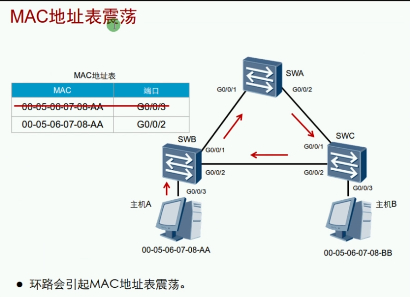 MAC地址表震荡
MAC地址表
MAC 端口
00-05-06-07-08-AA G0/0/3
00-05-06-07-08-AA G0/0/2
SWA
G0/0/1 G0/0/2
SWB
G0/0/1
G0/0/2
G0/0/3
SWC
G0/0/1
G0/0/2
G0/0/3
主机A
00-05-06-07-08-AA
主机B
00-05-06-07-08-BB
● 环路会引起MAC地址表震荡。